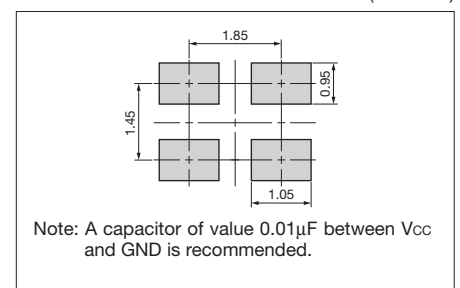 1.85
0.95
1.45
1.05
Note: A capacitor of value 0.01μF between Vcc
and GND is recommended.